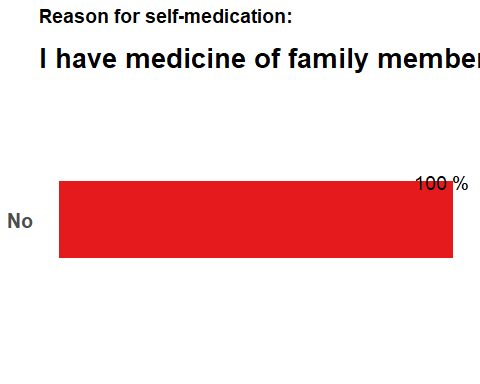 Reason for self-medication:
I have medicine of family member
100 %
No